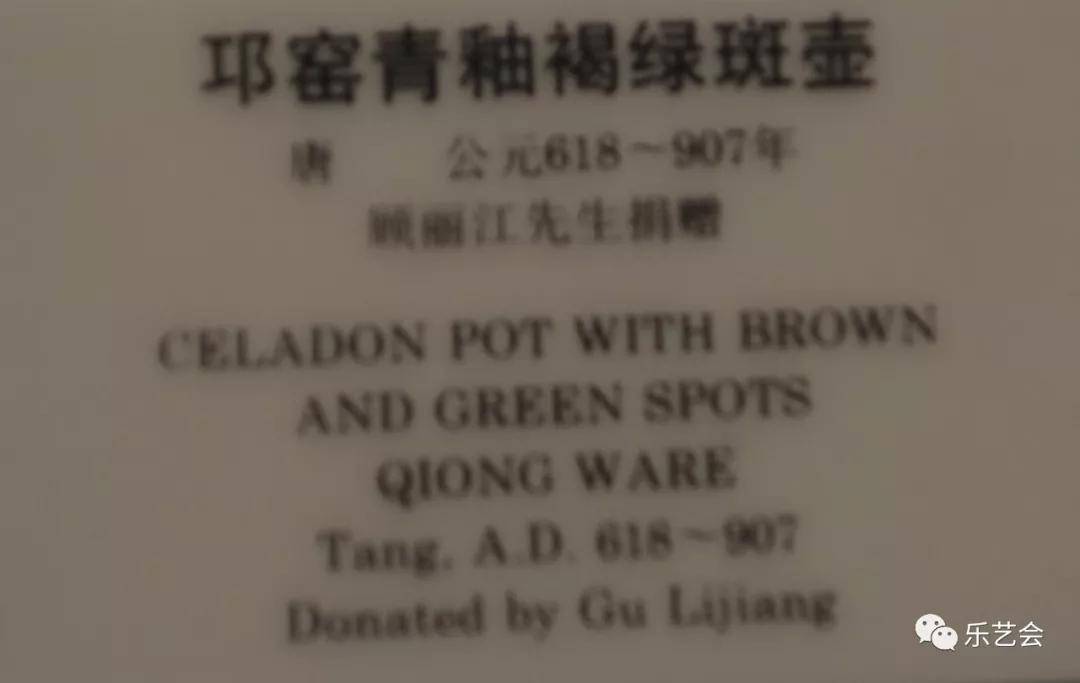 邛窑青釉褐绿斑壶
唐 公元618～907年
顾丽江先生捐赠
CELADON POT WITH BROWN
AND GREEN SPOTS
QIONG WARE
Tang, A.D. 618～907
Donated by Gu Lijiang
乐艺会